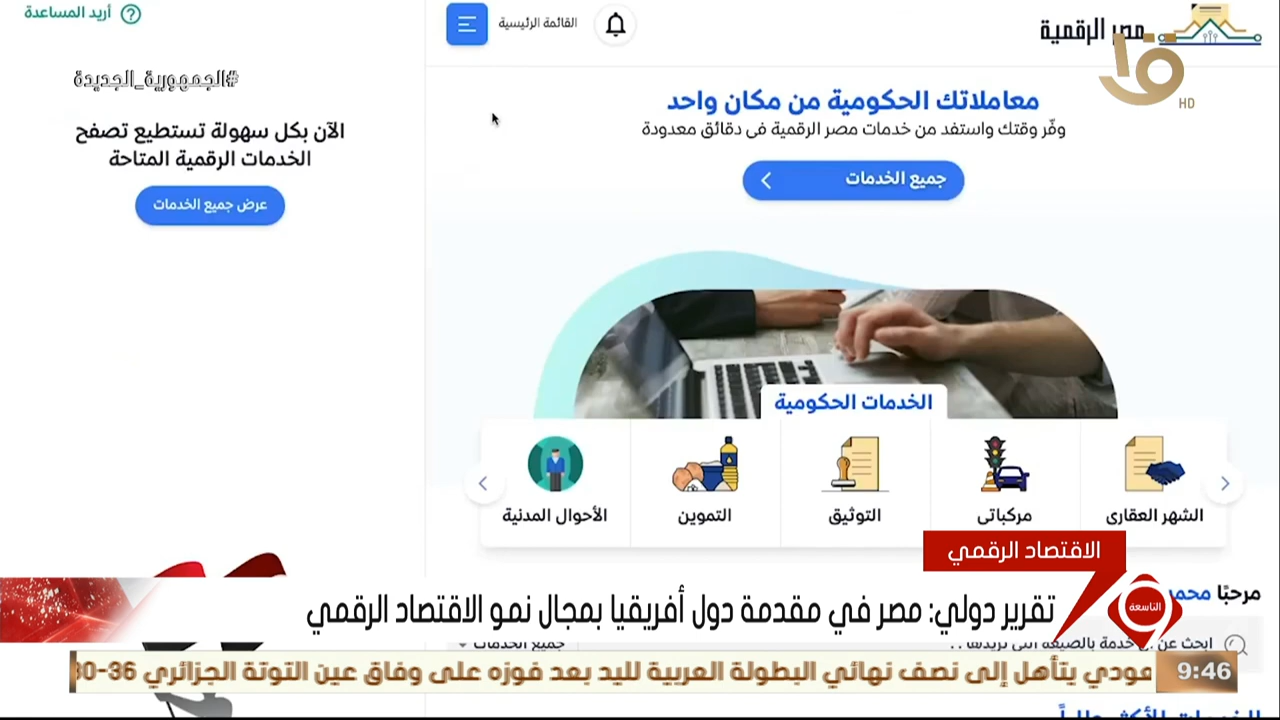 أريد المساعدة
القائمة الرئيسية
مصر الرقمية
HD
#الجمهورية_الجديدة
الآن بكل سهولة تستطيع تصفح
الخدمات الرقمية المتاحة
عرض جميع الخدمات
معاملاتك الحكومية من مكان واحد
وفّر وقتك واستفد من خدمات مصر الرقمية فى دقائق معدودة
جميع الخدمات
الخدمات الحكومية
الشهر العقارى
مركباتى
التوثيق
التموين
الأحوال المدنية
الاقتصاد الرقمي
مرحبًا محمد
التاسعة
تقرير دولي: مصر في مقدمة دول أفريقيا بمجال نمو الاقتصاد الرقمي
جميع الخدمات
9:46
يتأهل إلى نصف نهائي البطولة العربية لليد بعد فوزه على وفاق عين التوتة الجزائري 36-30